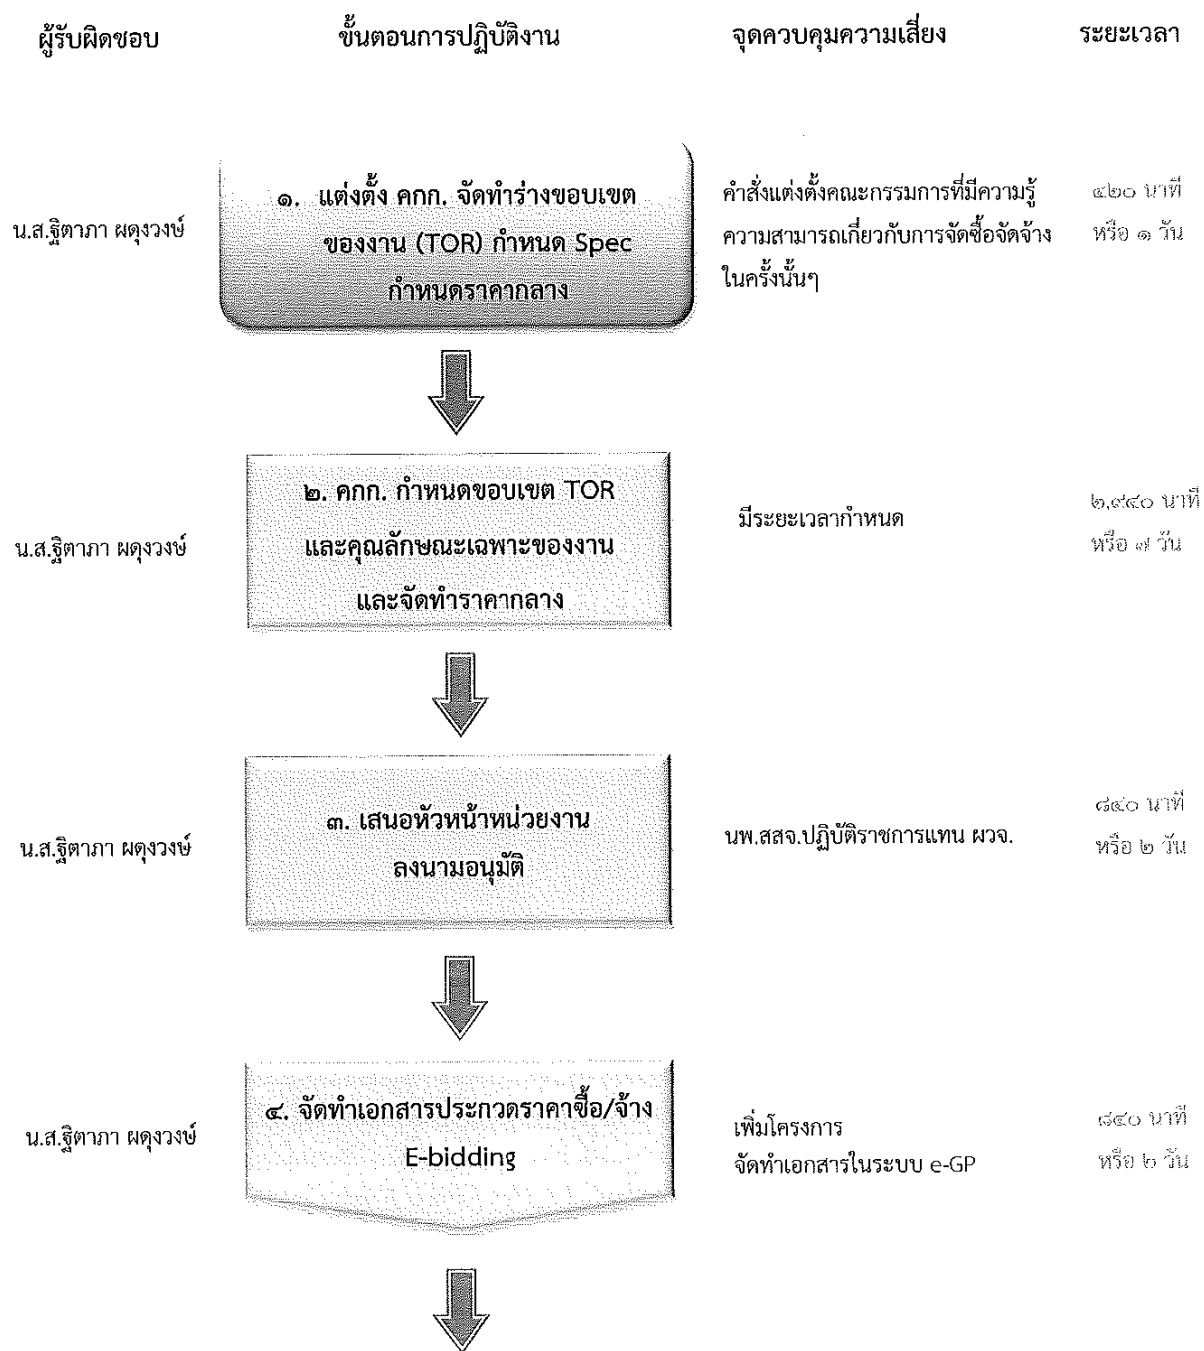 ผู้รับผิดชอบ ขั้นตอนการปฏิบัติงาน จุดควบคุมความเสี่ยง ระยะเวลา
น.ส.ฐิตาภา ผดุงวงษ์
๑. แต่งตั้ง คกก. จัดทำร่างขอบเขต
ของงาน (TOR) กำหนด Spec
กำหนดราคากลาง
คำสั่งแต่งตั้งคณะกรรมการที่มีความรู้
ความสามารถเกี่ยวกับการจัดซื้อจัดจ้าง
ในครั้งนั้นๆ
๔๒๐ นาที
หรือ ๑ วัน
น.ส.ฐิตาภา ผดุงวงษ์
๒. คกก. กำหนดขอบเขต TOR
และคุณลักษณะเฉพาะของงาน
และจัดทำราคากลาง
มีระยะเวลากำหนด
๒,๙๔๐ นาที
หรือ ๗ วัน
น.ส.ฐิตาภา ผดุงวงษ์
๓. เสนอหัวหน้าหน่วยงาน
ลงนามอนุมัติ
นพ.สสจ.ปฏิบัติราชการแทน ผวจ.
๘๔๐ นาที
หรือ ๒ วัน
น.ส.ฐิตาภา ผดุงวงษ์
๔. จัดทำเอกสารประกวดราคาซื้อ/จ้าง
E-bidding
เพิ่มโครงการ
จัดทำเอกสารในระบบ e-GP
๘๔๐ นาที
หรือ ๒ วัน